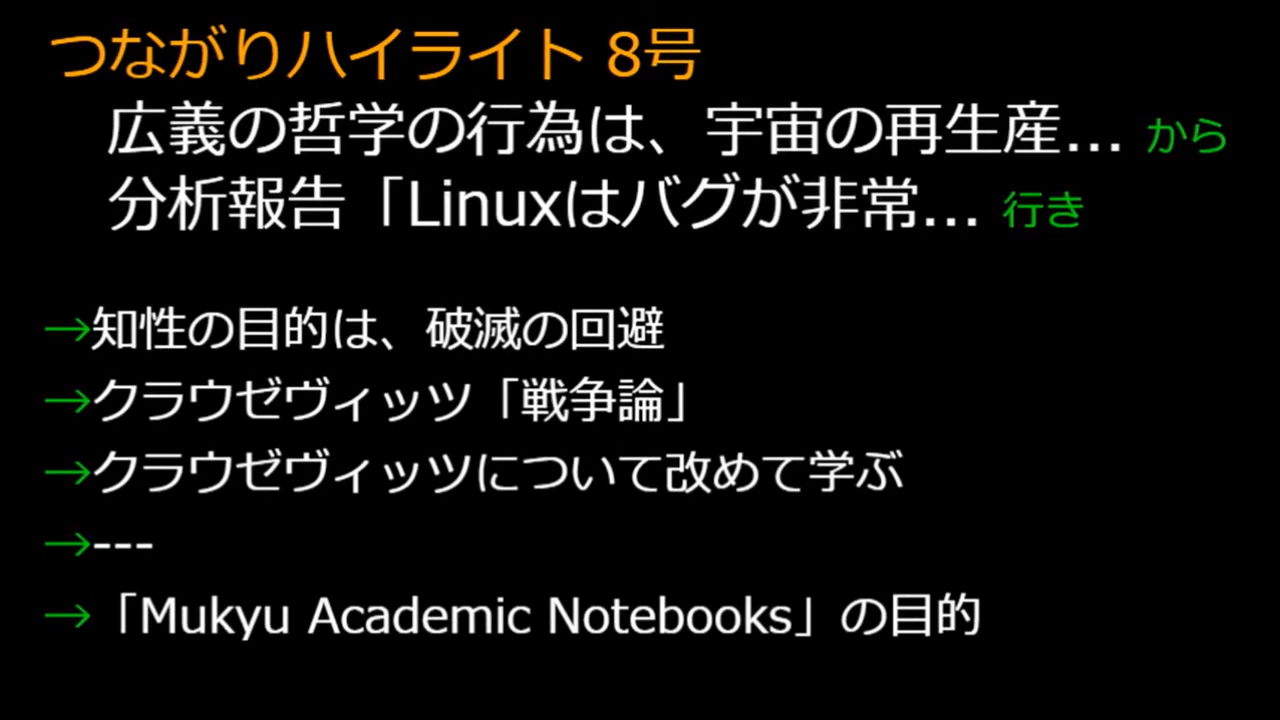 つながりハイライト 8号
広義の哲学の行為は、宇宙の再生産... から
分析報告「Linuxはバグが非常... 行き
→知性の目的は、破滅の回避
→クラウゼヴィッツ「戦争論」
→クラウゼヴィッツについて改めて学ぶ
→---
→「Mukyu Academic Notebooks」の目的